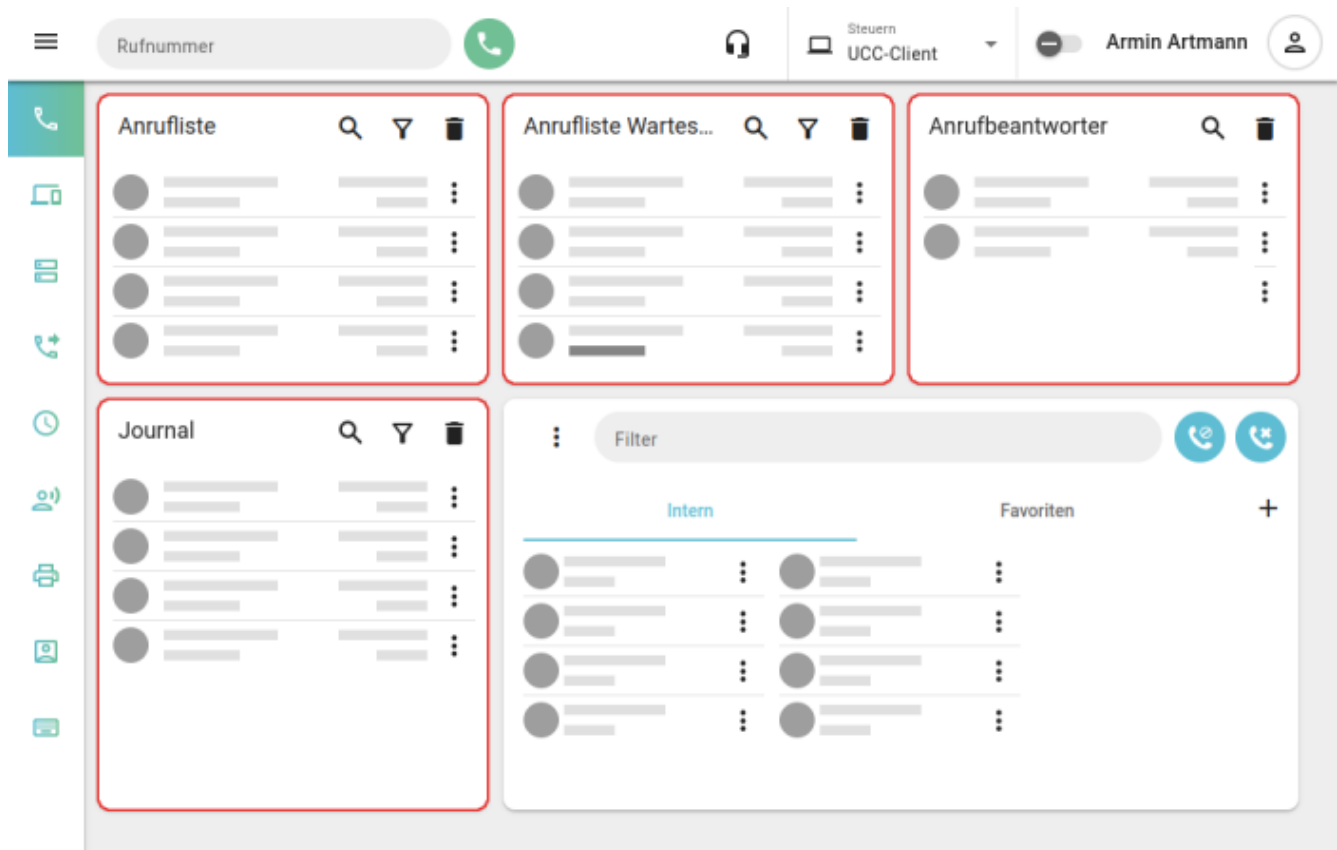 Rufnummer
Steuern
UCC-Client
Armin Artmann
Anrufliste
Anrufliste Wartes...
Anrufbeantworter
Journal
Filter
Intern
Favoriten